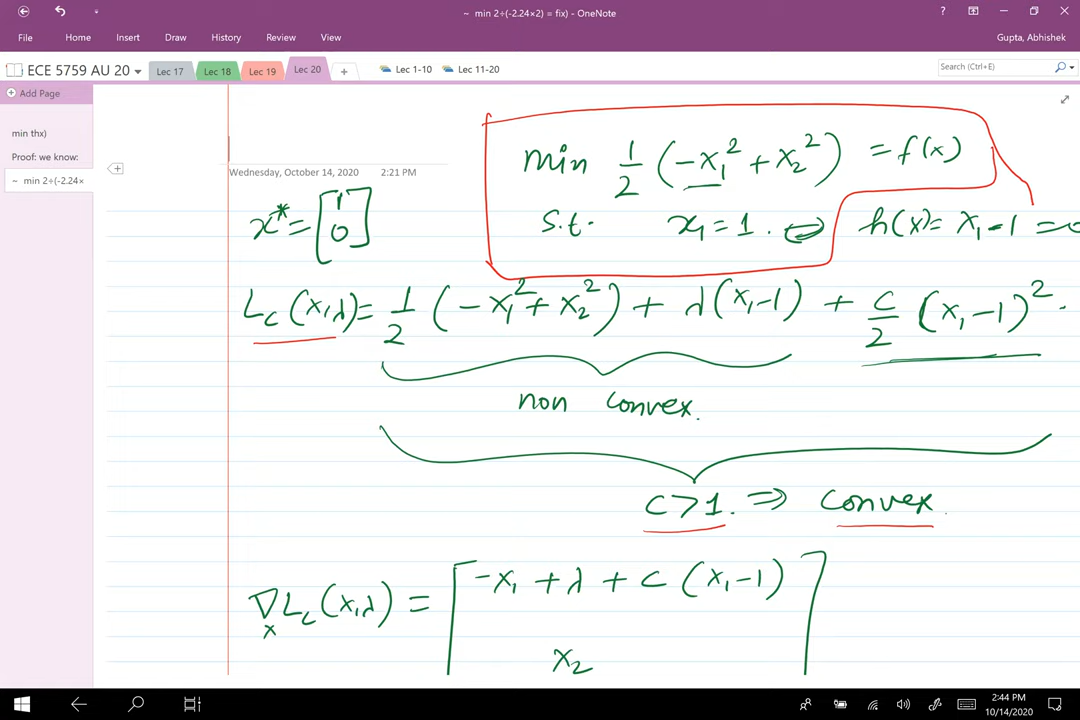 ~ min 2÷(-2.24×2) = fix) - OneNote
?
File Home Insert Draw History Review View
Gupta, Abhishek
ECE 5759 AU 20 Lec 17 Lec 18 Lec 19 Lec 20 + Lec 1-10 Lec 11-20
Search (Ctrl+E)
Add Page
min thx)
Proof: we know:
~ min 2÷(-2.24×
Wednesday, October 14, 2020 2:21 PM
min 1/2 (-x₁² + x₂²) = f(x)
s.t. x₁ = 1. ⇔ h(x) = x₁ - 1 = 0
x* = [1 0]
L_c(x,λ) = 1/2 (-x₁² + x₂²) + λ(x₁-1) + c/2 (x₁-1)².
non convex.
c > 1. ⇒ convex.
∇ₓL_c(x,λ) = [-x₁ + λ + c(x₁-1)
x₂]
2:44 PM
10/14/2020